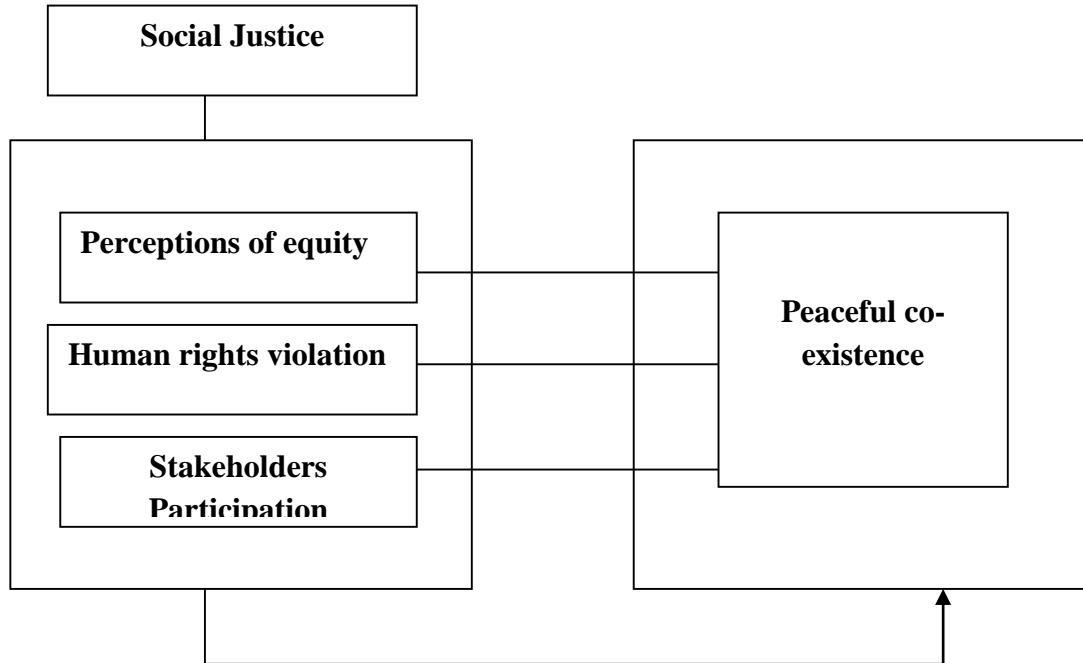 Social Justice
Perceptions of equity
Human rights violation
Stakeholders
Participation
Peaceful co-
existence